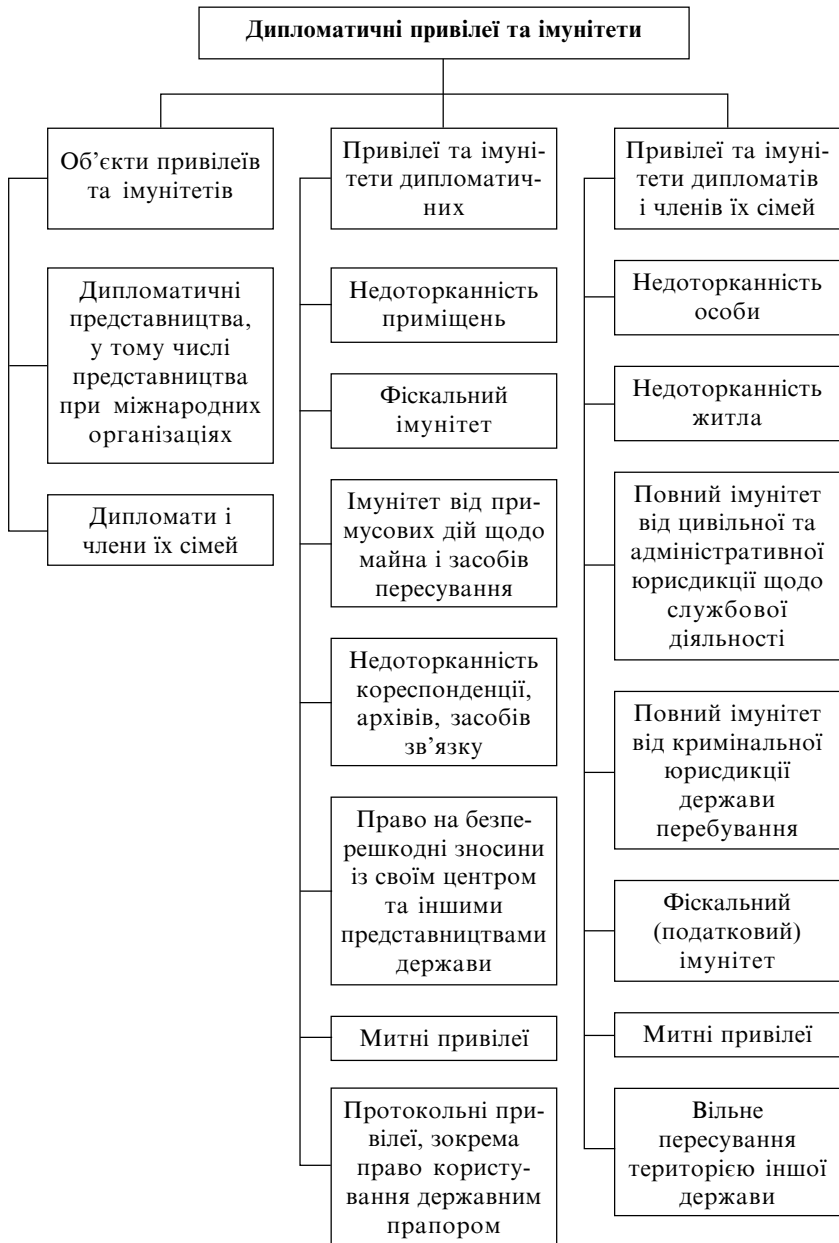 Дипломатичні привілеї та імунітети
Об’єкти привілеїв
та імунітетів
Дипломатичні
представництва,
у тому числі
представництва
при міжнародних
організаціях
Дипломати і
члени їх сімей
Привілеї та імуні-
тети дипломатич-
них
Недоторканність
приміщень
Фіскальний
імунітет
Імунітет від при-
мусових дій щодо
майна і засобів
пересування
Недоторканність
кореспонденції,
архівів, засобів
зв’язку
Право на безпе-
решкодні зносини
із своїм центром
та іншими
представництвами
держави
Митні привілеї
Протокольні при-
вілеї, зокрема
право користу-
вання державним
прапором
Привілеї та імуні-
тети дипломатів
і членів їх сімей
Недоторканність
особи
Недоторканність
житла
Повний імунітет
від цивільної та
адміністративної
юрисдикції щодо
службової
діяльності
Повний імунітет
від кримінальної
юрисдикції
держави
перебування
Фіскальний
(податковий)
імунітет
Митні привілеї
Вільне
пересування
територією іншої
держави